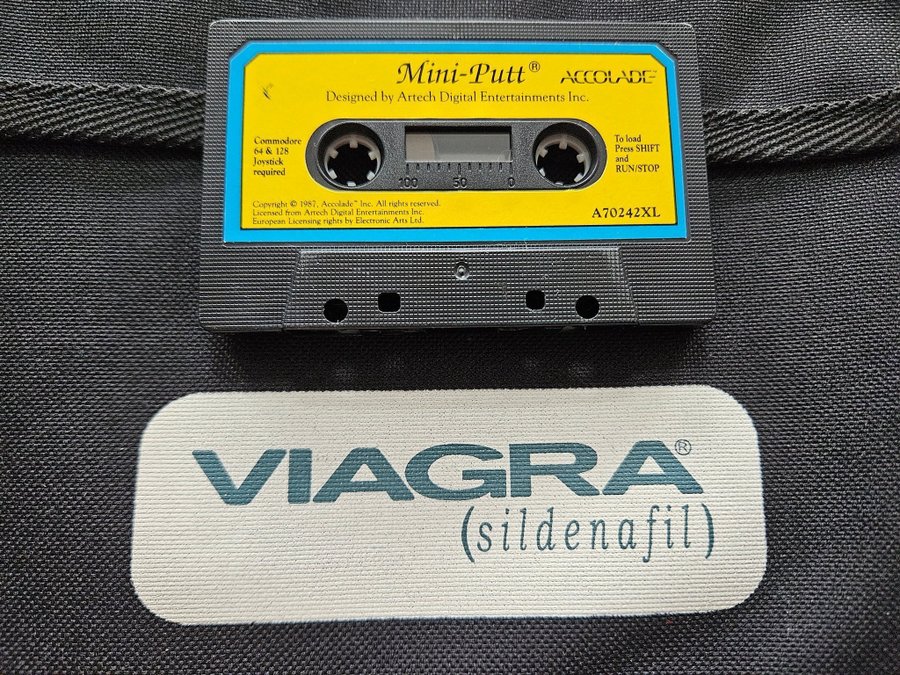 Mini-Putt® ACCOLADE™
Designed by Artech Digital Entertainments Inc.
Commodore
64 & 128
Joystick
required
100 50 0
To load
Press SHIFT
and
RUN/STOP
Copyright © 1987, Accolade™ Inc. All rights reserved.
Licensed from Artech Digital Entertainments Inc.
European Licensing rights by Electronic Arts Ltd.
A70242XL
VIAGRA®
(sildenafil)